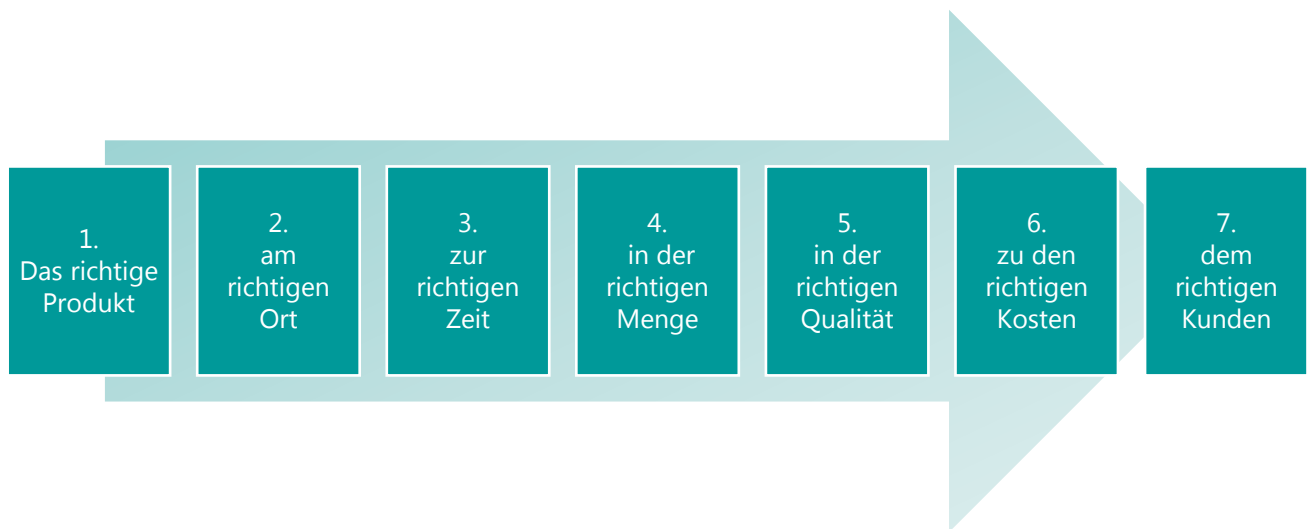 1.
Das richtige
Produkt
2.
am
richtigen
Ort
3.
zur
richtigen
Zeit
4.
in der
richtigen
Menge
5.
in der
richtigen
Qualität
6.
zu den
richtigen
Kosten
7.
dem
richtigen
Kunden